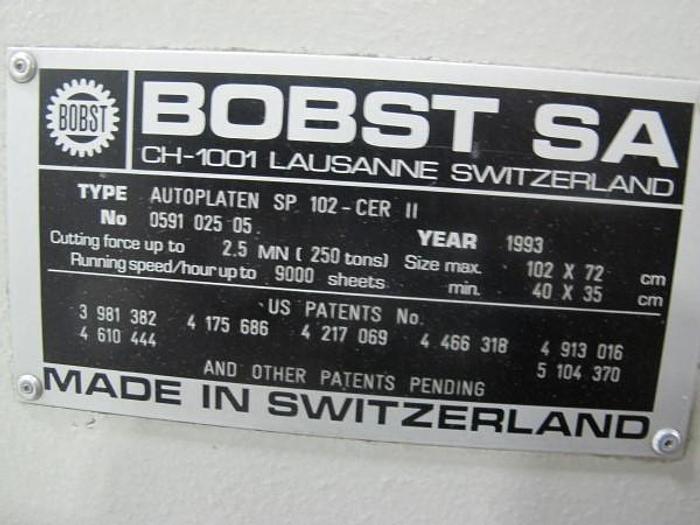 BOBST
BOBST SA
CH-1001 LAUSANNE SWITZERLAND
TYPE AUTOPLATEN SP 102-CER II
No 0591 025 05
YEAR 1993
Cutting force up to 2.5 MN ( 250 tons) Size max. 102 X 72 cm
Running speed/hour up to 9000 sheets min. 40 X 35 cm
US PATENTS No.
3 981 382 4 175 686 4 217 069 4 466 318 4 913 016
4 610 444 5 104 370
AND OTHER PATENTS PENDING
MADE IN SWITZERLAND